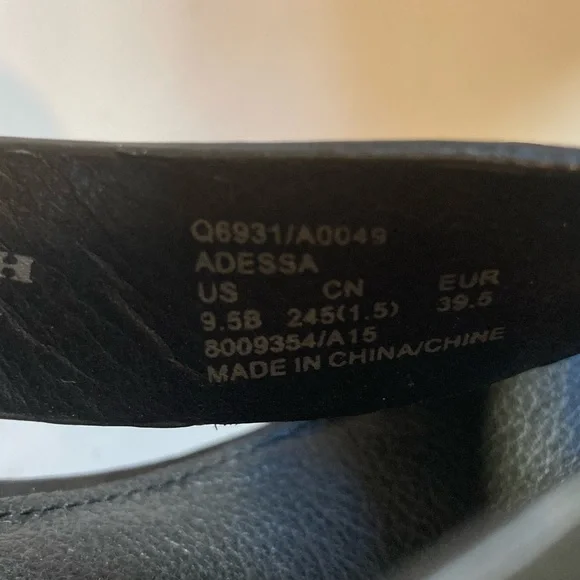 H
Q6931/A0049
ADESSA
US CN EUR
9.5B 245(1.5) 39.5
8009354/A15
MADE IN CHINA/CHINE